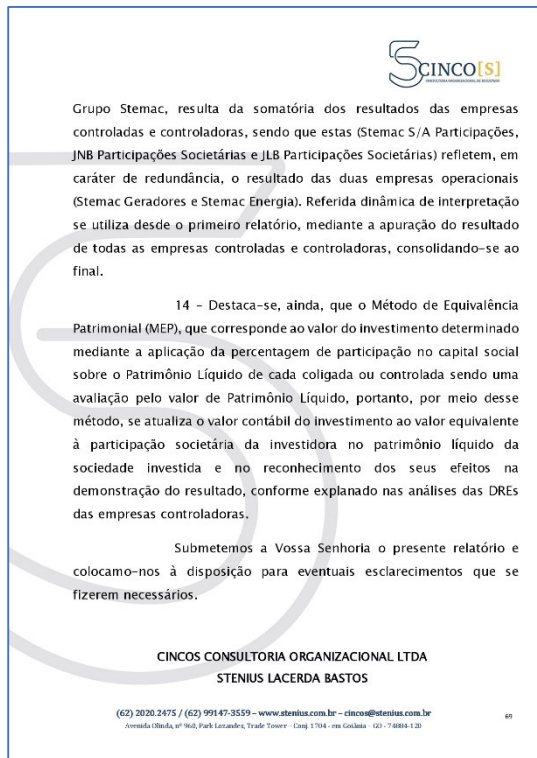 CINCO[S]
CONSULTORIA ORGANIZACIONAL DE RESULTADO
Grupo Stemac, resulta da somatória dos resultados das empresas
controladas e controladoras, sendo que estas (Stemac S/A Participações,
JNB Participações Societárias e JLB Participações Societárias) refletem, em
caráter de redundância, o resultado das duas empresas operacionais
(Stemac Geradores e Stemac Energia). Referida dinâmica de interpretação
se utiliza desde o primeiro relatório, mediante a apuração do resultado
de todas as empresas controladas e controladoras, consolidando-se ao
final.
14 - Destaca-se, ainda, que o Método de Equivalência
Patrimonial (MEP), que corresponde ao valor do investimento determinado
mediante a aplicação da percentagem de participação no capital social
sobre o Patrimônio Líquido de cada coligada ou controlada sendo uma
avaliação pelo valor de Patrimônio Líquido, portanto, por meio desse
método, se atualiza o valor contábil do investimento ao valor equivalente
à participação societária da investidora no patrimônio líquido da
sociedade investida e no reconhecimento dos seus efeitos na
demonstração do resultado, conforme explanado nas análises das DREs
das empresas controladoras.
Submetemos a Vossa Senhoria o presente relatório e
colocamo-nos à disposição para eventuais esclarecimentos que se
fizerem necessários.
CINCOS CONSULTORIA ORGANIZACIONAL LTDA
STENIUS LACERDA BASTOS
(62) 2020.2475 / (62) 99147-3559 – www.stenius.com.br – cincos@stenius.com.br
Avenida Olinda, nº 960, Park Lozandes, Trade Tower – Conj. 1704 - em Goiânia – GO - 74884-120
69